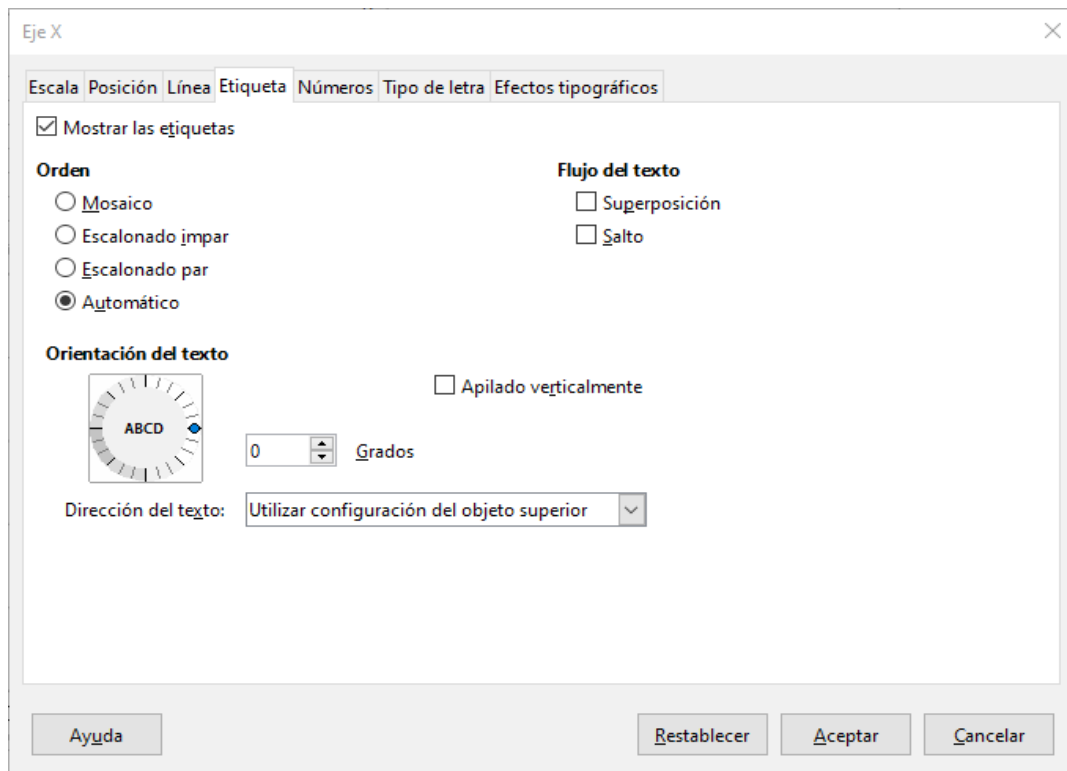 Eje X
Escala Posición Línea Etiqueta Números Tipo de letra Efectos tipográficos
Mostrar las etiquetas
Orden
Mosaico
Escalonado impar
Escalonado par
Automático
Flujo del texto
Superposición
Salto
Orientación del texto
ABCD
Apilado verticalmente
0 Grados
Dirección del texto: Utilizar configuración del objeto superior
Ayuda Restablecer Aceptar Cancelar